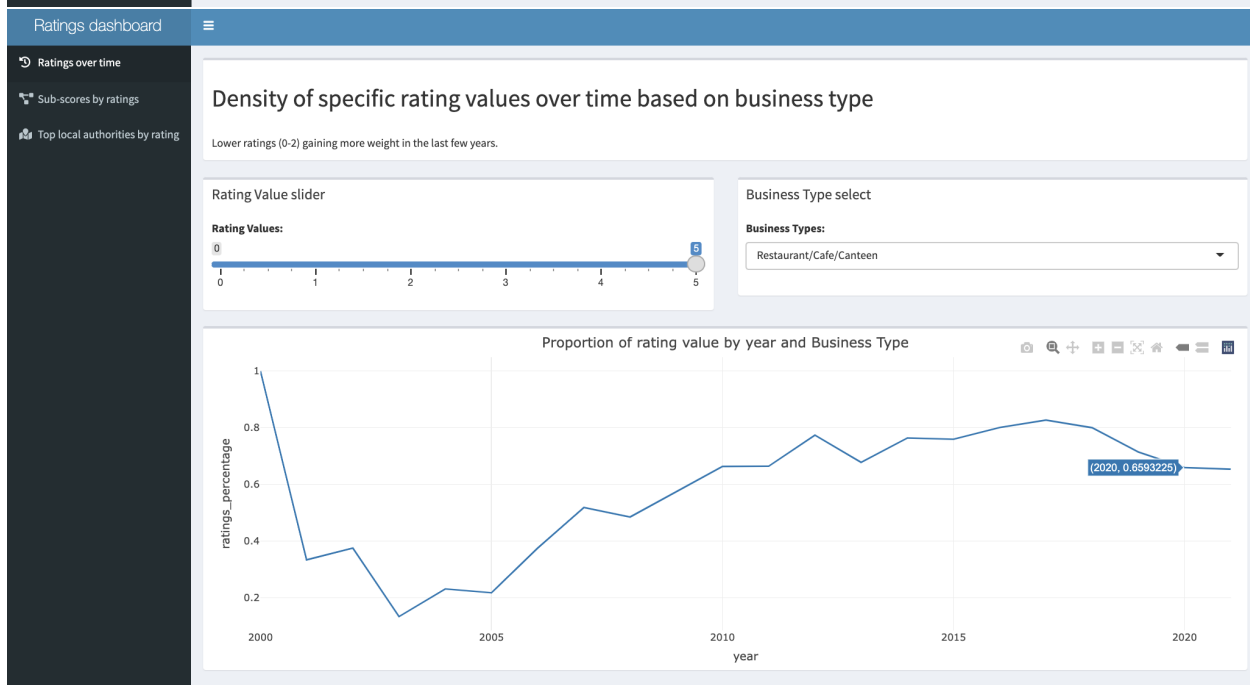 Ratings dashboard
Ratings over time
Sub-scores by ratings
Top local authorities by rating
Density of specific rating values over time based on business type
Lower ratings (0-2) gaining more weight in the last few years.
Rating Value slider
Rating Values:
0 5
0 1 2 3 4 5
Business Type select
Business Types:
Restaurant/Cafe/Canteen
Proportion of rating value by year and Business Type
ratings_percentage
1
0.8
0.6
0.4
0.2
(2020, 0.6593225)
2000 2005 2010 2015 2020
year